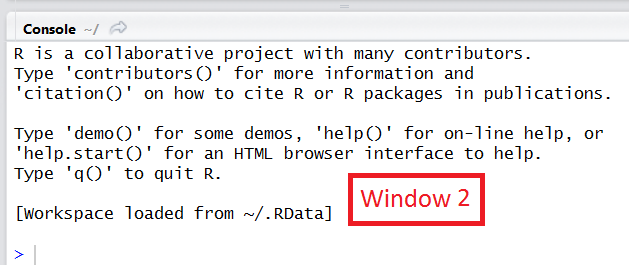 Console ~/
R is a collaborative project with many contributors.
Type 'contributors()' for more information and
'citation()' on how to cite R or R packages in publications.
Type 'demo()' for some demos, 'help()' for on-line help, or
'help.start()' for an HTML browser interface to help.
Type 'q()' to quit R.
Window 2
[Workspace loaded from ~/.RData]
>